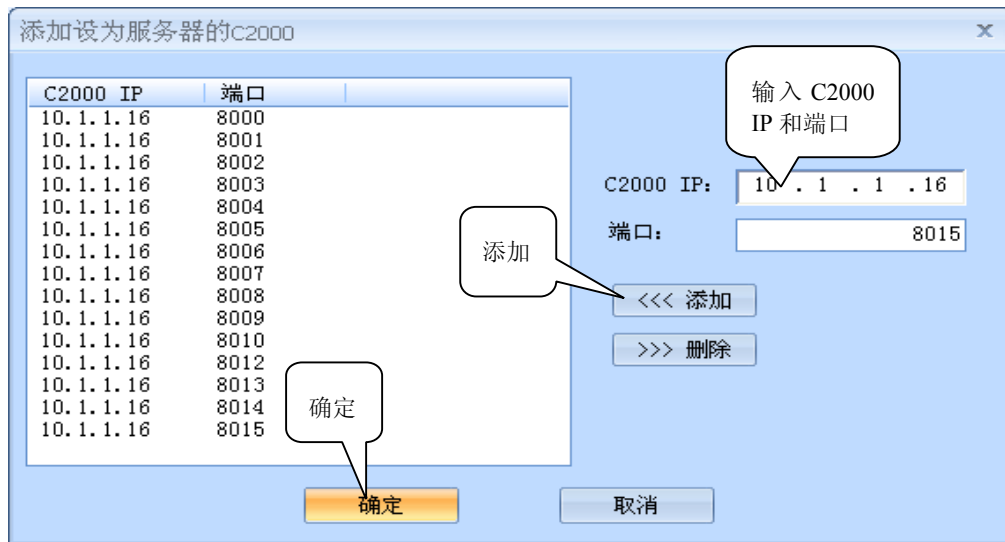 添加设为服务器的C2000
x
C2000 IP 端口
10.1.1.16 8000
10.1.1.16 8001
10.1.1.16 8002
10.1.1.16 8003
10.1.1.16 8004
10.1.1.16 8005
10.1.1.16 8006
10.1.1.16 8007
10.1.1.16 8008
10.1.1.16 8009
10.1.1.16 8010
10.1.1.16 8012
10.1.1.16 8013
10.1.1.16 8014
10.1.1.16 8015
输入 C2000
IP 和端口
C2000 IP: 10 . 1 . 1 .16
端口: 8015
添加
<<< 添加
>>> 删除
确定
确定 取消